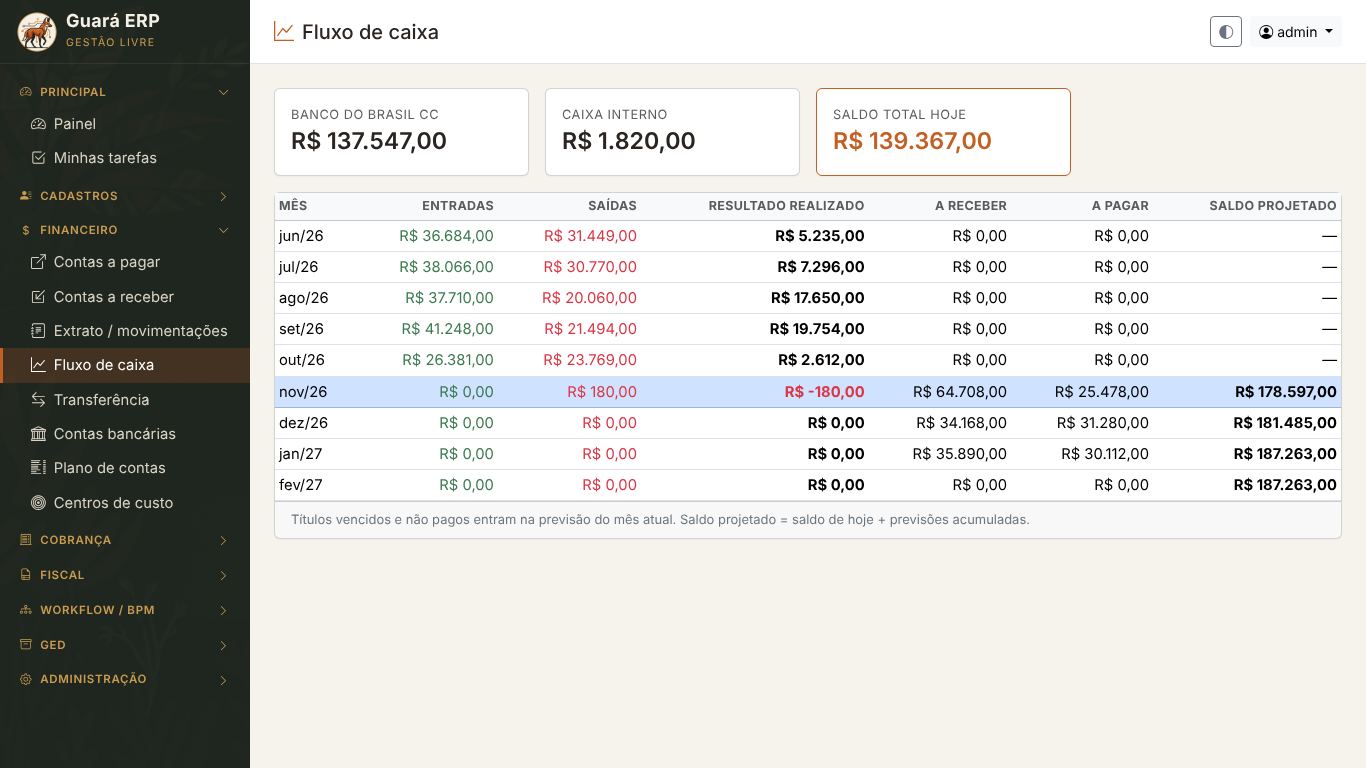 Guará ERP
GESTÃO LIVRE
PRINCIPAL
Painel
Minhas tarefas
CADASTROS
FINANCEIRO
Contas a pagar
Contas a receber
Extrato / movimentações
Fluxo de caixa
Transferência
Contas bancárias
Plano de contas
Centros de custo
COBRANÇA
FISCAL
WORKFLOW / BPM
GED
ADMINISTRAÇÃO
Fluxo de caixa
admin
BANCO DO BRASIL CC
R$ 137.547,00
CAIXA INTERNO
R$ 1.820,00
SALDO TOTAL HOJE
R$ 139.367,00
MÊS ENTRADAS SAÍDAS RESULTADO REALIZADO A RECEBER A PAGAR SALDO PROJETADO
jun/26 R$ 36.684,00 R$ 31.449,00 R$ 5.235,00 R$ 0,00 R$ 0,00 —
jul/26 R$ 38.066,00 R$ 30.770,00 R$ 7.296,00 R$ 0,00 R$ 0,00 —
ago/26 R$ 37.710,00 R$ 20.060,00 R$ 17.650,00 R$ 0,00 R$ 0,00 —
set/26 R$ 41.248,00 R$ 21.494,00 R$ 19.754,00 R$ 0,00 R$ 0,00 —
out/26 R$ 26.381,00 R$ 23.769,00 R$ 2.612,00 R$ 0,00 R$ 0,00 —
nov/26 R$ 0,00 R$ 180,00 R$ -180,00 R$ 64.708,00 R$ 25.478,00 R$ 178.597,00
dez/26 R$ 0,00 R$ 0,00 R$ 0,00 R$ 34.168,00 R$ 31.280,00 R$ 181.485,00
jan/27 R$ 0,00 R$ 0,00 R$ 0,00 R$ 35.890,00 R$ 30.112,00 R$ 187.263,00
fev/27 R$ 0,00 R$ 0,00 R$ 0,00 R$ 0,00 R$ 0,00 R$ 187.263,00
Títulos vencidos e não pagos entram na previsão do mês atual. Saldo projetado = saldo de hoje + previsões acumuladas.